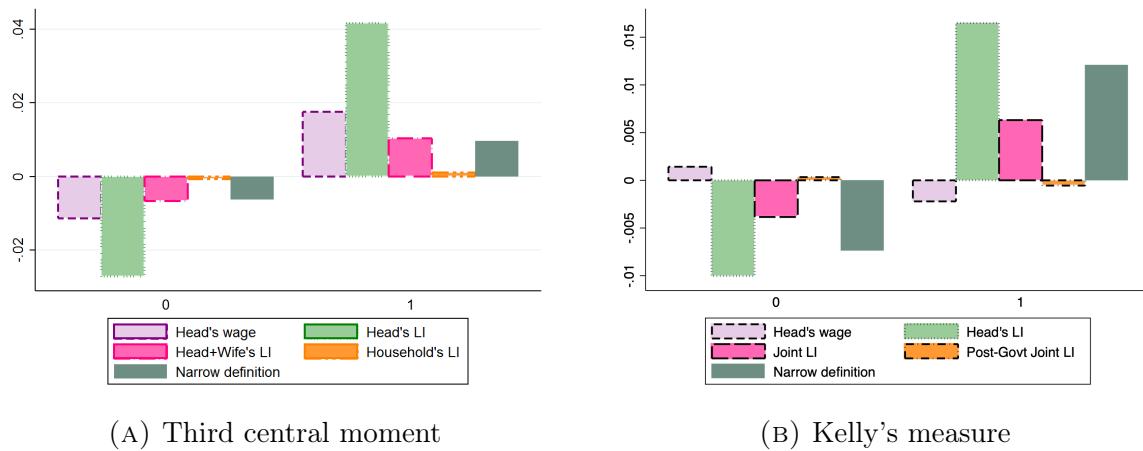 .04
.02
0
-.02
0 1
Head's wage Head's LI
Head+Wife's LI Household's LI
Narrow definition
(A) Third central moment
.015
.01
.005
0
-.005
-.01
0 1
Head's wage Head's LI
Joint LI Post-Govt Joint LI
Narrow definition
(B) Kelly's measure